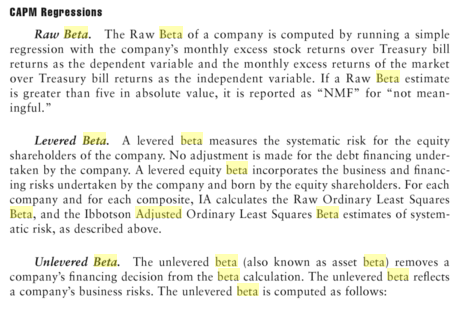 CAPM Regressions
Raw Beta. The Raw Beta of a company is computed by running a simple
regression with the company's monthly excess stock returns over Treasury bill
returns as the dependent variable and the monthly excess returns of the market
over Treasury bill returns as the independent variable. If a Raw Beta estimate
is greater than five in absolute value, it is reported as “NMF” for “not mean-
ingful.”
Levered Beta. A levered beta measures the systematic risk for the equity
shareholders of the company. No adjustment is made for the debt financing under-
taken by the company. A levered equity beta incorporates the business and financ-
ing risks undertaken by the company and born by the equity shareholders. For each
company and for each composite, IA calculates the Raw Ordinary Least Squares
Beta, and the Ibbotson Adjusted Ordinary Least Squares Beta estimates of system-
atic risk, as described above.
Unlevered Beta. The unlevered beta (also known as asset beta) removes a
company's financing decision from the beta calculation. The unlevered beta reflects
a company's business risks. The unlevered beta is computed as follows: